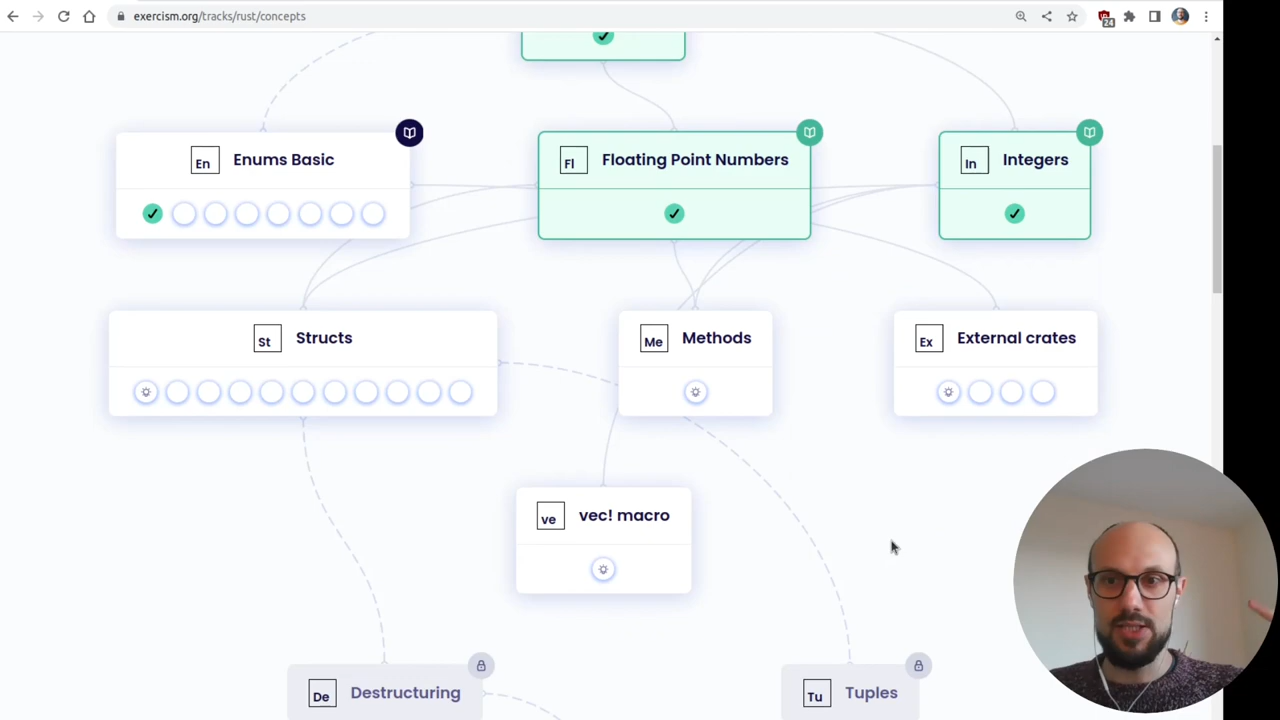 exercism.org/tracks/rust/concepts
24
En Enums Basic
Fl Floating Point Numbers
In Integers
St Structs
Me Methods
Ex External crates
ve vec! macro
De Destructuring
Tu Tuples